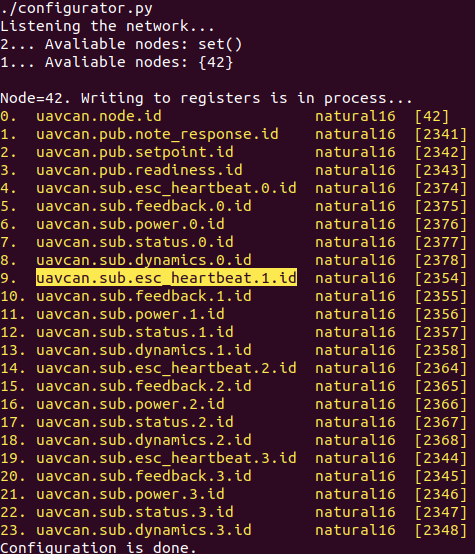 ./configurator.py
Listening the network...
2... Avaliable nodes: set()
1... Avaliable nodes: {42}
Node=42. Writing to registers is in process...
0. uavcan.node.id natural16 [42]
1. uavcan.pub.note_response.id natural16 [2341]
2. uavcan.pub.setpoint.id natural16 [2342]
3. uavcan.pub.readiness.id natural16 [2343]
4. uavcan.sub.esc_heartbeat.0.id natural16 [2374]
5. uavcan.sub.feedback.0.id natural16 [2375]
6. uavcan.sub.power.0.id natural16 [2376]
7. uavcan.sub.status.0.id natural16 [2377]
8. uavcan.sub.dynamics.0.id natural16 [2378]
9. uavcan.sub.esc_heartbeat.1.id natural16 [2354]
10. uavcan.sub.feedback.1.id natural16 [2355]
11. uavcan.sub.power.1.id natural16 [2356]
12. uavcan.sub.status.1.id natural16 [2357]
13. uavcan.sub.dynamics.1.id natural16 [2358]
14. uavcan.sub.esc_heartbeat.2.id natural16 [2364]
15. uavcan.sub.feedback.2.id natural16 [2365]
16. uavcan.sub.power.2.id natural16 [2366]
17. uavcan.sub.status.2.id natural16 [2367]
18. uavcan.sub.dynamics.2.id natural16 [2368]
19. uavcan.sub.esc_heartbeat.3.id natural16 [2344]
20. uavcan.sub.feedback.3.id natural16 [2345]
21. uavcan.sub.power.3.id natural16 [2346]
22. uavcan.sub.status.3.id natural16 [2347]
23. uavcan.sub.dynamics.3.id natural16 [2348]
Configuration is done.